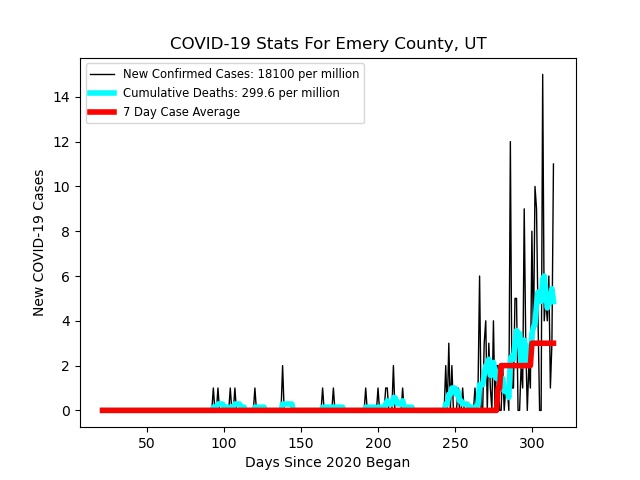 COVID-19 Stats For Emery County, UT
New Confirmed Cases: 18100 per million
Cumulative Deaths: 299.6 per million
7 Day Case Average
New COVID-19 Cases
14
12
10
8
6
4
2
0
50 100 150 200 250 300
Days Since 2020 Began